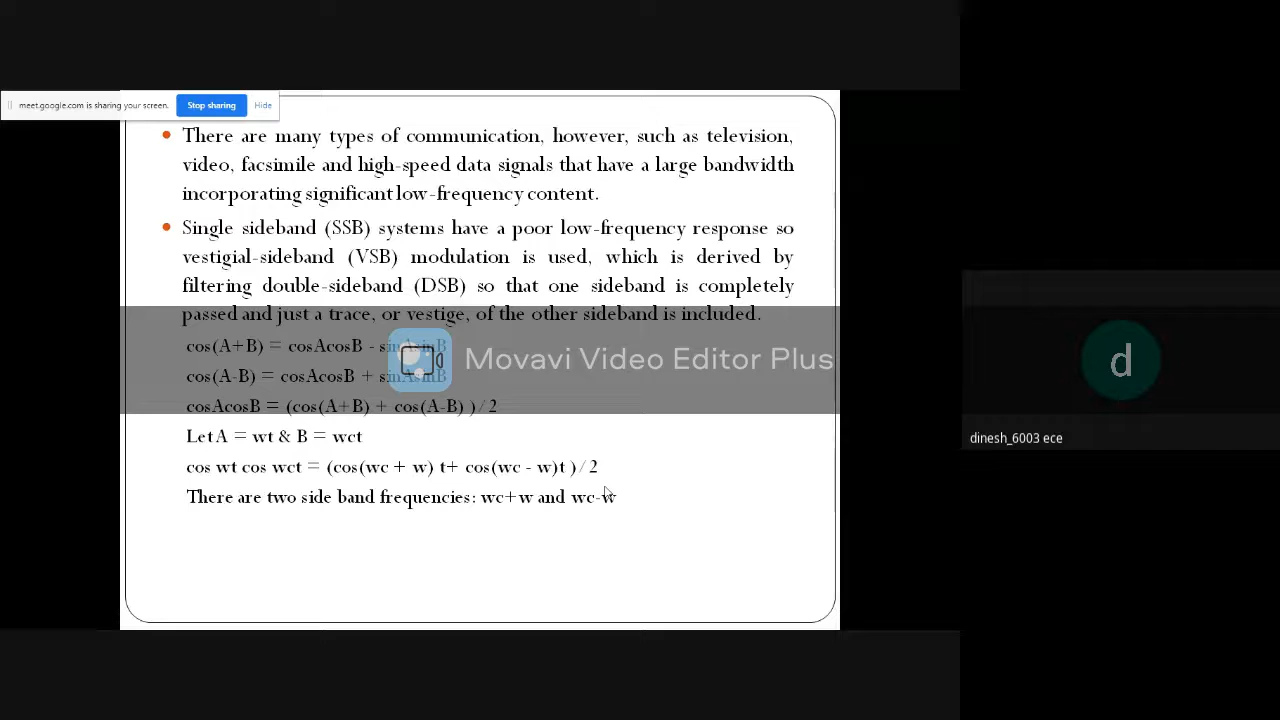 meet.google.com is sharing your screen. Stop sharing Hide
There are many types of communication, however, such as television,
video, facsimile and high-speed data signals that have a large bandwidth
incorporating significant low-frequency content.
Single sideband (SSB) systems have a poor low-frequency response so
vestigial-sideband (VSB) modulation is used, which is derived by
filtering double-sideband (DSB) so that one sideband is completely
passed and just a trace, or vestige, of the other sideband is included.
cos(A+B) = cosAcosB - sinAsinB
cos(A-B) = cosAcosB + sinAsinB
Movavi Video Editor Plus
cosAcosB = (cos(A+B) + cos(A-B) )/2
Let A = wt & B = wct
cos wt cos wct = (cos(wc + w) t+ cos(wc - w)t )/2
There are two side band frequencies: wc+w and wc-w
d
dinesh_6003 ece